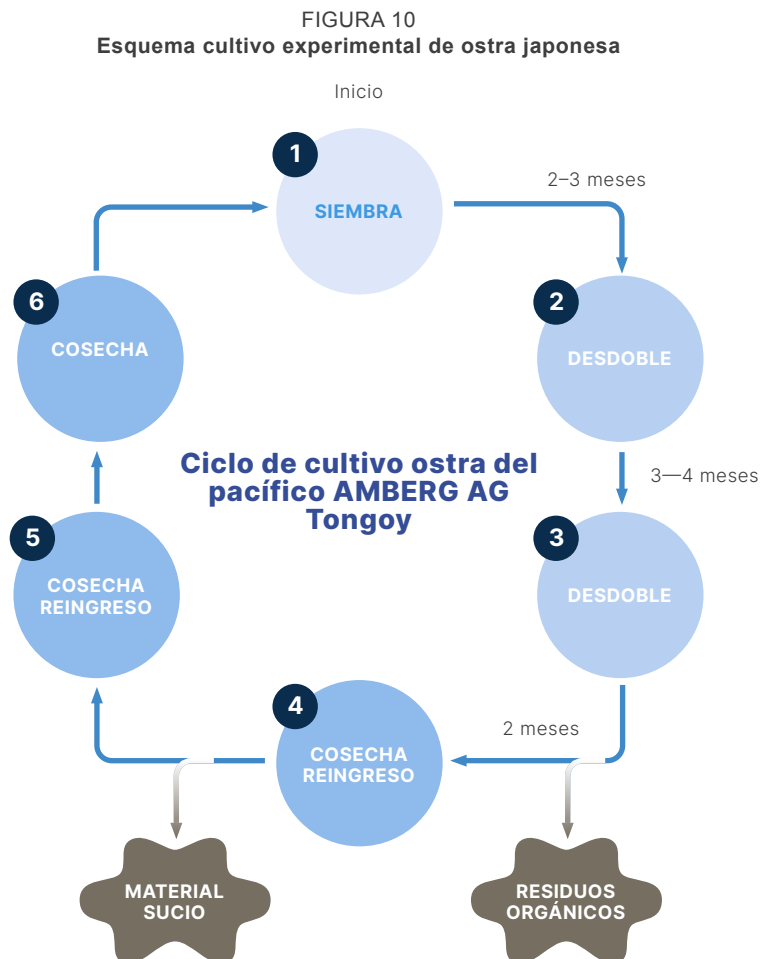 FIGURA 10
Esquema cultivo experimental de ostra japonesa
Inicio
1
SIEMBRA
2–3 meses
2
DESDOBLE
3—4 meses
3
DESDOBLE
2 meses
4
COSECHA
REINGRESO
5
COSECHA
REINGRESO
6
COSECHA
Ciclo de cultivo ostra del
pacífico AMBERG AG
Tongoy
MATERIAL
SUCIO
RESIDUOS
ORGÁNICOS